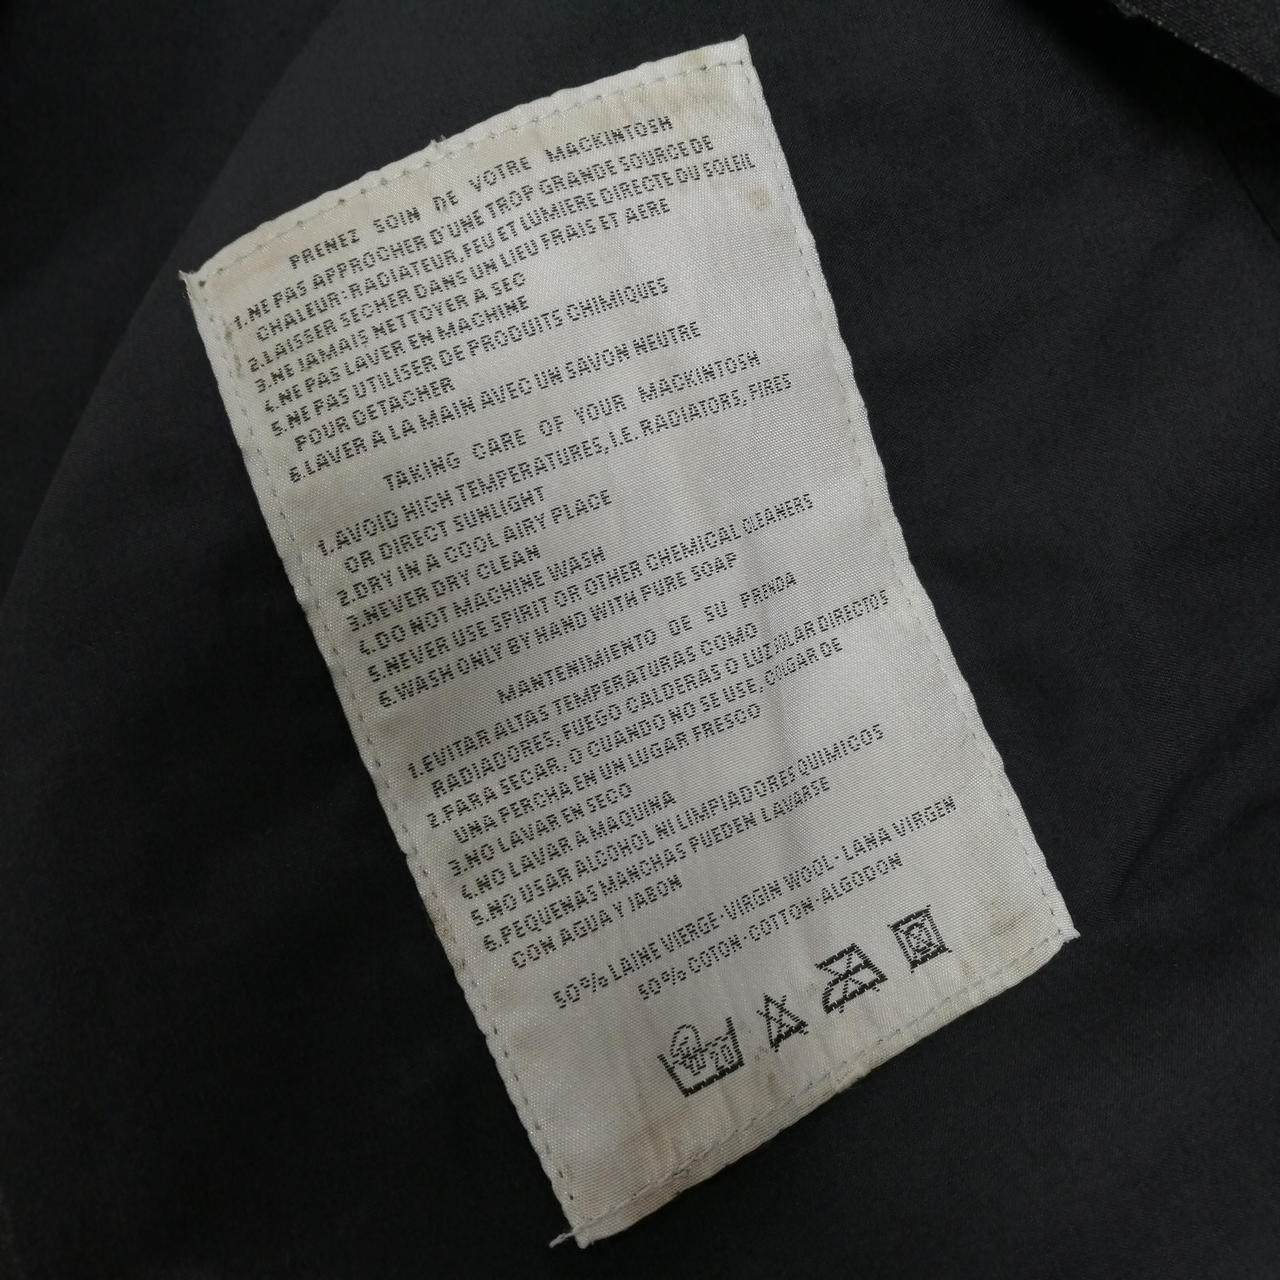 PRENEZ SOIN DE VOTRE MACKINTOSH
1.NE PAS APPROCHER D'UNE TROP GRANDE SOURCE DE
CHALEUR-RADIATEUR,FEU ET LUMIERE DIRECTE DU SOLEIL
2.LAISSER SECHER DANS UN LIEU FRAIS ET AERE
3.NE JAMAIS NETTOYER A SEC
4.NE PAS LAVER EN MACHINE
5.NE PAS UTILISER DE PRODUITS CHIMIQUES
POUR DETACHER
6.LAVER A LA MAIN AVEC UN SAVON NEUTRE
TAKING CARE OF YOUR MACKINTOSH
1.AVOID HIGH TEMPERATURES, I.E. RADIATORS, FIRES
OR DIRECT SUNLIGHT
2.DRY IN A COOL AIRY PLACE
3.NEVER DRY CLEAN
4.DO NOT MACHINE WASH
5.NEVER USE SPIRIT OR OTHER CHEMICAL CLEANERS
6.WASH ONLY BY HAND WITH PURE SOAP
MANTENIMIENTO DE SU PRENDA
1.EVITAR ALTAS TEMPERATURAS COMO
RADIADORES, FUEGO CALDERAS O LUZ SOLAR DIRECTOS
2.PARA SECAR, O CUANDO NO SE USE, COLGAR DE
UNA PERCHA EN UN LUGAR FRESCO
3.NO LAVAR EN SECO
4.NO LAVAR A MAQUINA
5.NO USAR ALCOHOL NI LIMPIADORES QUIMICOS
6.PEQUENAS MANCHAS PUEDEN LAVARSE
CON AGUA Y JABON
50% LAINE VIERGE-VIRGIN WOOL-LANA VIRGEN
50% COTON-COTTON-ALGODON